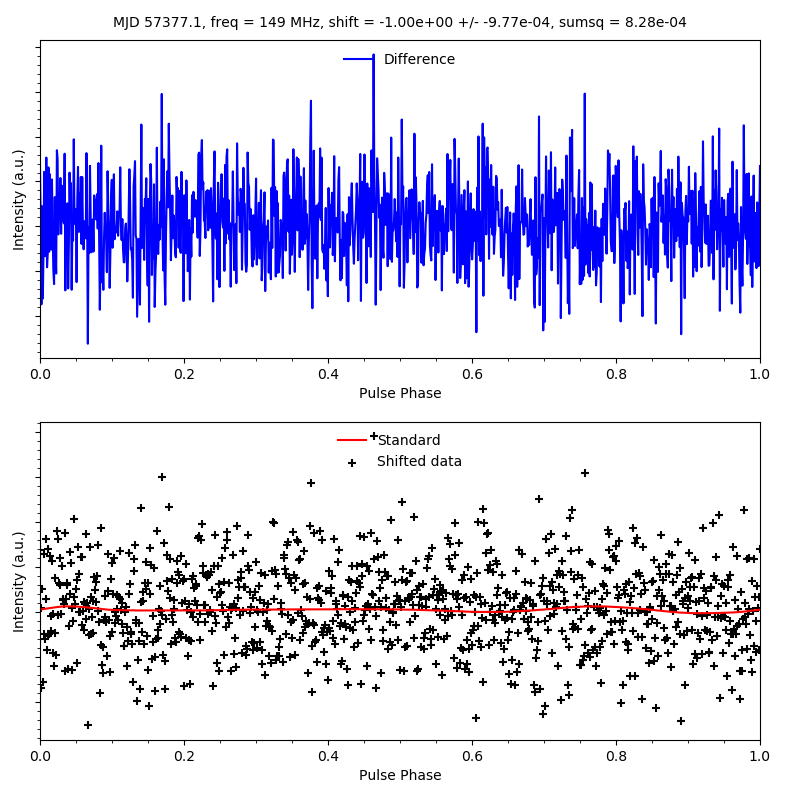 MJD 57377.1, freq = 149 MHz, shift = -1.00e+00 +/- -9.77e-04, sumsq = 8.28e-04
Difference
Intensity (a.u.)
0.0 0.2 0.4 0.6 0.8 1.0
Pulse Phase
Standard
Shifted data
Intensity (a.u.)
0.0 0.2 0.4 0.6 0.8 1.0
Pulse Phase